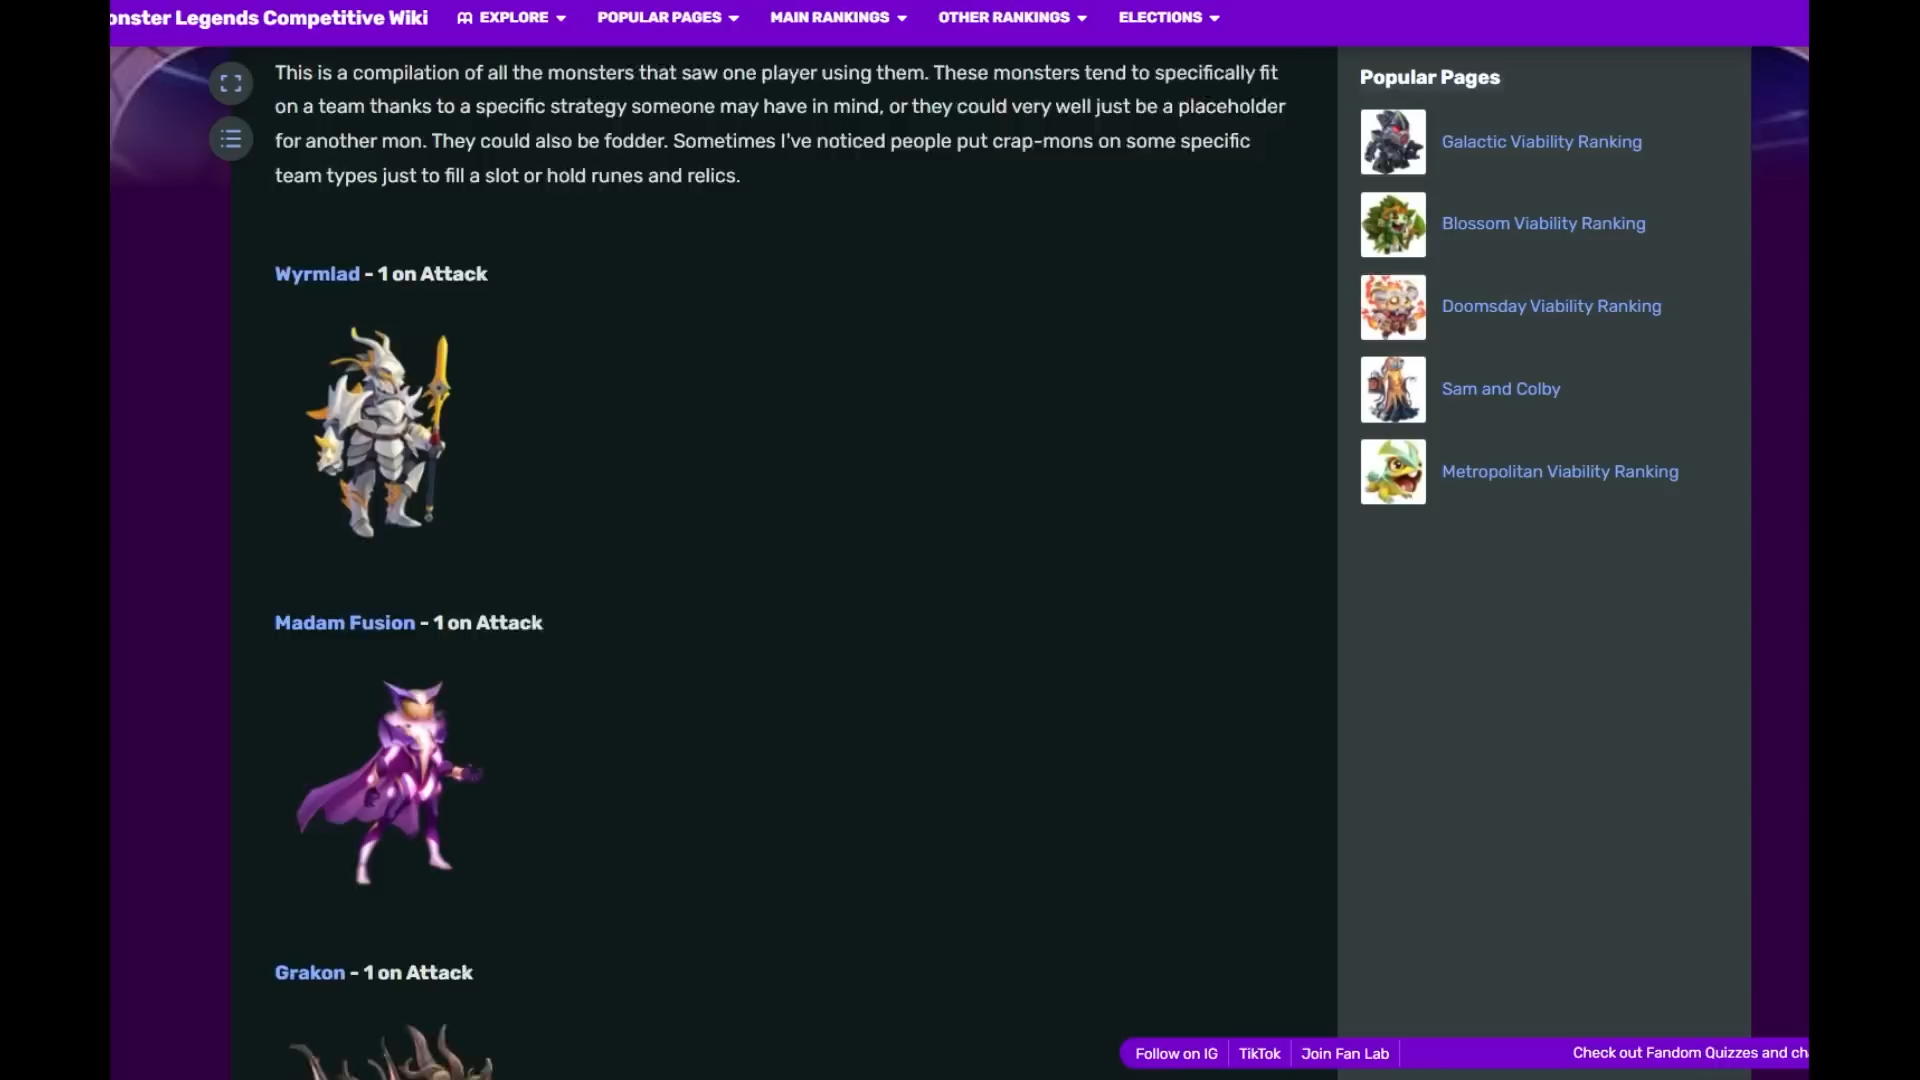 onster Legends Competitive Wiki
EXPLORE
POPULAR PAGES
MAIN RANKINGS
OTHER RANKINGS
ELECTIONS
This is a compilation of all the monsters that saw one player using them. These monsters tend to specifically fit
on a team thanks to a specific strategy someone may have in mind, or they could very well just be a placeholder
for another mon. They could also be fodder. Sometimes I've noticed people put crap-mons on some specific
team types just to fill a slot or hold runes and relics.
Wyrmlad - 1 on Attack
Madam Fusion - 1 on Attack
Grakon - 1 on Attack
Popular Pages
Galactic Viability Ranking
Blossom Viability Ranking
Doomsday Viability Ranking
Sam and Colby
Metropolitan Viability Ranking
Follow on IG
TikTok
Join Fan Lab
Check out Fandom Quizzes and ch